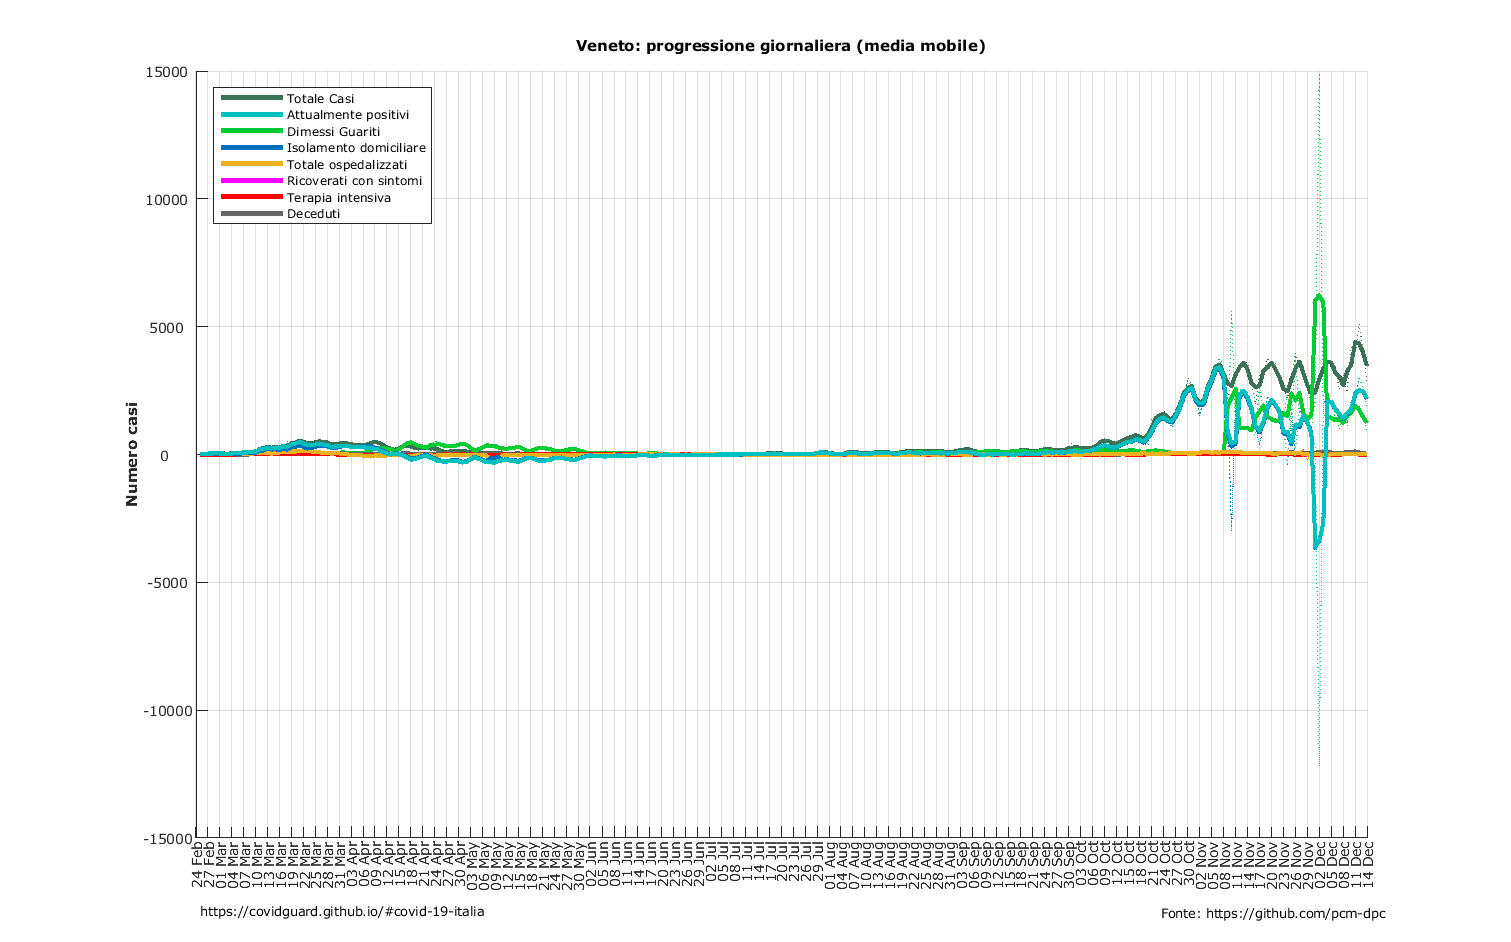 Veneto: progressione giornaliera (media mobile)
15000
10000
5000
0
-5000
-10000
-15000
Numero casi
Totale Casi
Attualmente positivi
Dimessi Guariti
Isolamento domiciliare
Totale ospedalizzati
Ricoverati con sintomi
Terapia intensiva
Deceduti
24 Feb
27 Feb
01 Mar
04 Mar
07 Mar
10 Mar
13 Mar
16 Mar
19 Mar
22 Mar
25 Mar
28 Mar
31 Mar
03 Apr
06 Apr
09 Apr
12 Apr
15 Apr
18 Apr
21 Apr
24 Apr
27 Apr
30 Apr
03 May
06 May
09 May
12 May
15 May
18 May
21 May
24 May
27 May
30 May
02 Jun
05 Jun
08 Jun
11 Jun
14 Jun
17 Jun
20 Jun
23 Jun
26 Jun
29 Jun
02 Jul
05 Jul
08 Jul
11 Jul
14 Jul
17 Jul
20 Jul
23 Jul
26 Jul
29 Jul
01 Aug
04 Aug
07 Aug
10 Aug
13 Aug
16 Aug
19 Aug
22 Aug
25 Aug
28 Aug
31 Aug
03 Sep
06 Sep
09 Sep
12 Sep
15 Sep
18 Sep
21 Sep
24 Sep
27 Sep
30 Sep
03 Oct
06 Oct
09 Oct
12 Oct
15 Oct
18 Oct
21 Oct
24 Oct
27 Oct
30 Oct
02 Nov
05 Nov
08 Nov
11 Nov
14 Nov
17 Nov
20 Nov
23 Nov
26 Nov
29 Nov
02 Dec
05 Dec
08 Dec
11 Dec
14 Dec
https://covidguard.github.io/#covid-19-italia
Fonte: https://github.com/pcm-dpc